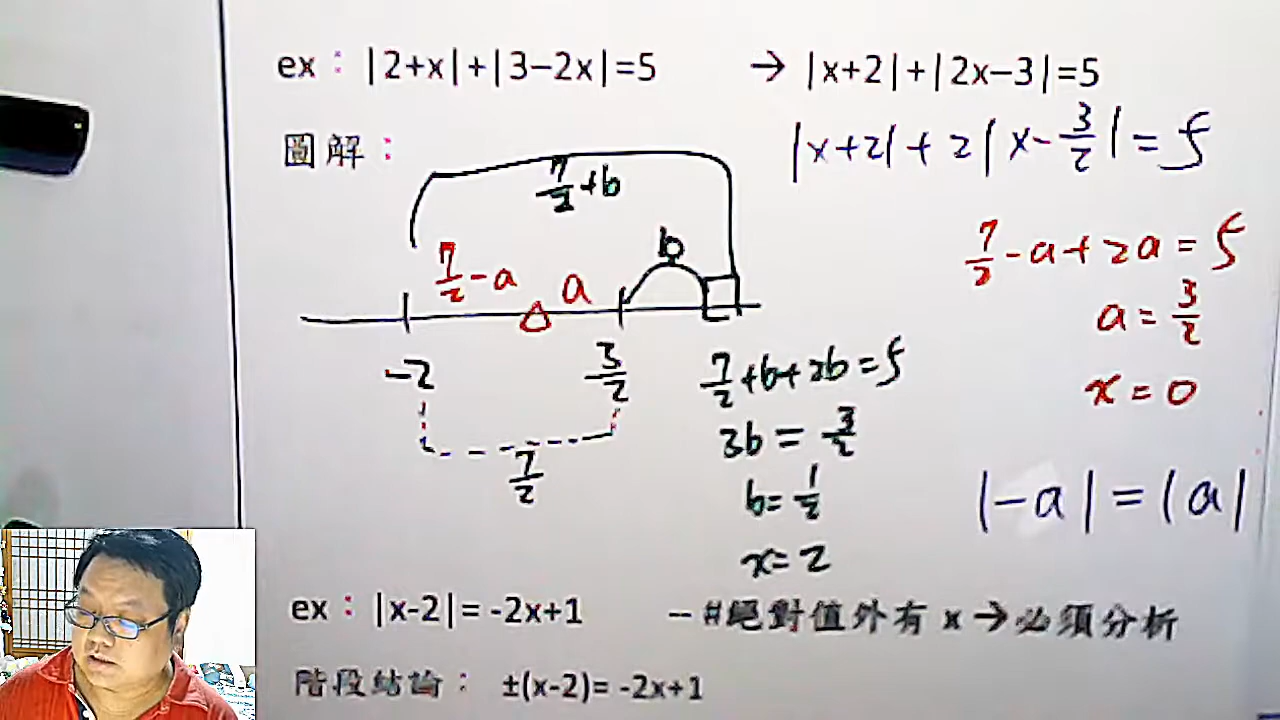 ex：|2+x|+|3−2x|=5 → |x+2|+|2x−3|=5
圖解：
|x+2|+2|x-3/2|=5
7/2+b
7/2-a a b
-2 3/2
7/2
7/2-a+2a=5
a=3/2
x=0
7/2+b+2b=5
3b=3/2
b=1/2
x=2
|-a|=|a|
ex：|x-2|= -2x+1 −#絕對值外有 x→必須分析
階段結論： ±(x-2)= -2x+1